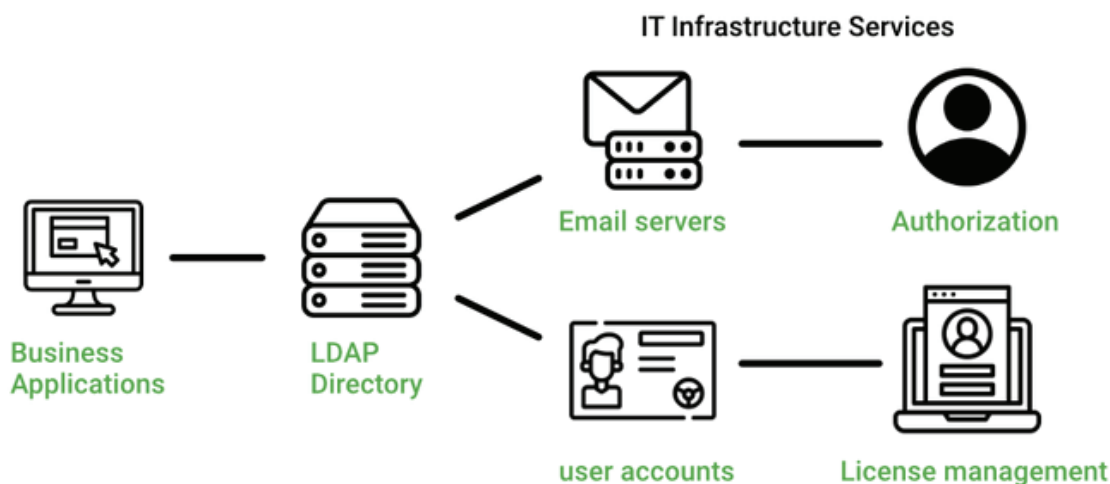 IT Infrastructure Services
Email servers
Authorization
Business
Applications
LDAP
Directory
user accounts
License management